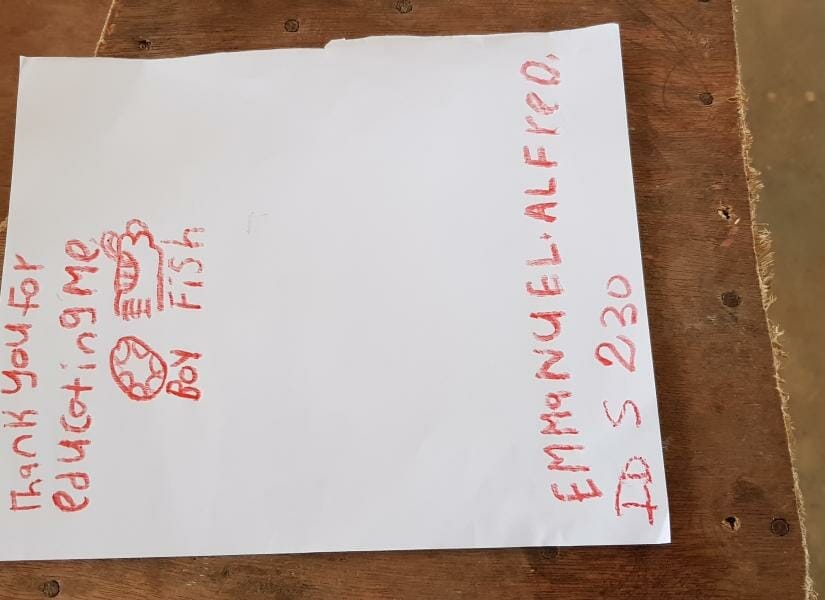 Thank you For
educating Me
Boy Fish
EMMaNUEL.ALFreD.
ID S 230